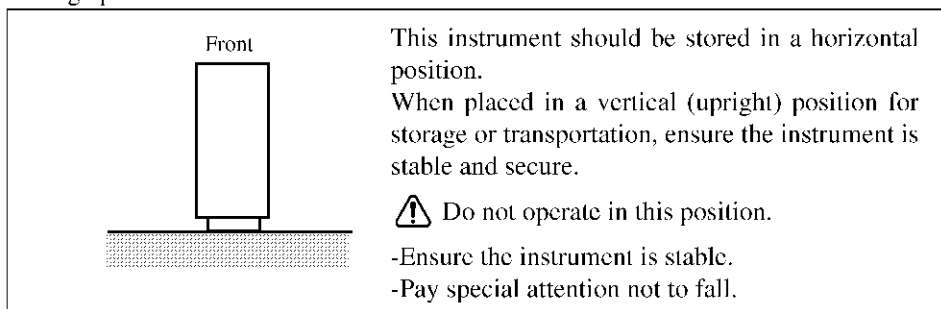 Front
This instrument should be stored in a horizontal
position.
When placed in a vertical (upright) position for
storage or transportation, ensure the instrument is
stable and secure.
Do not operate in this position.
-Ensure the instrument is stable.
-Pay special attention not to fall.